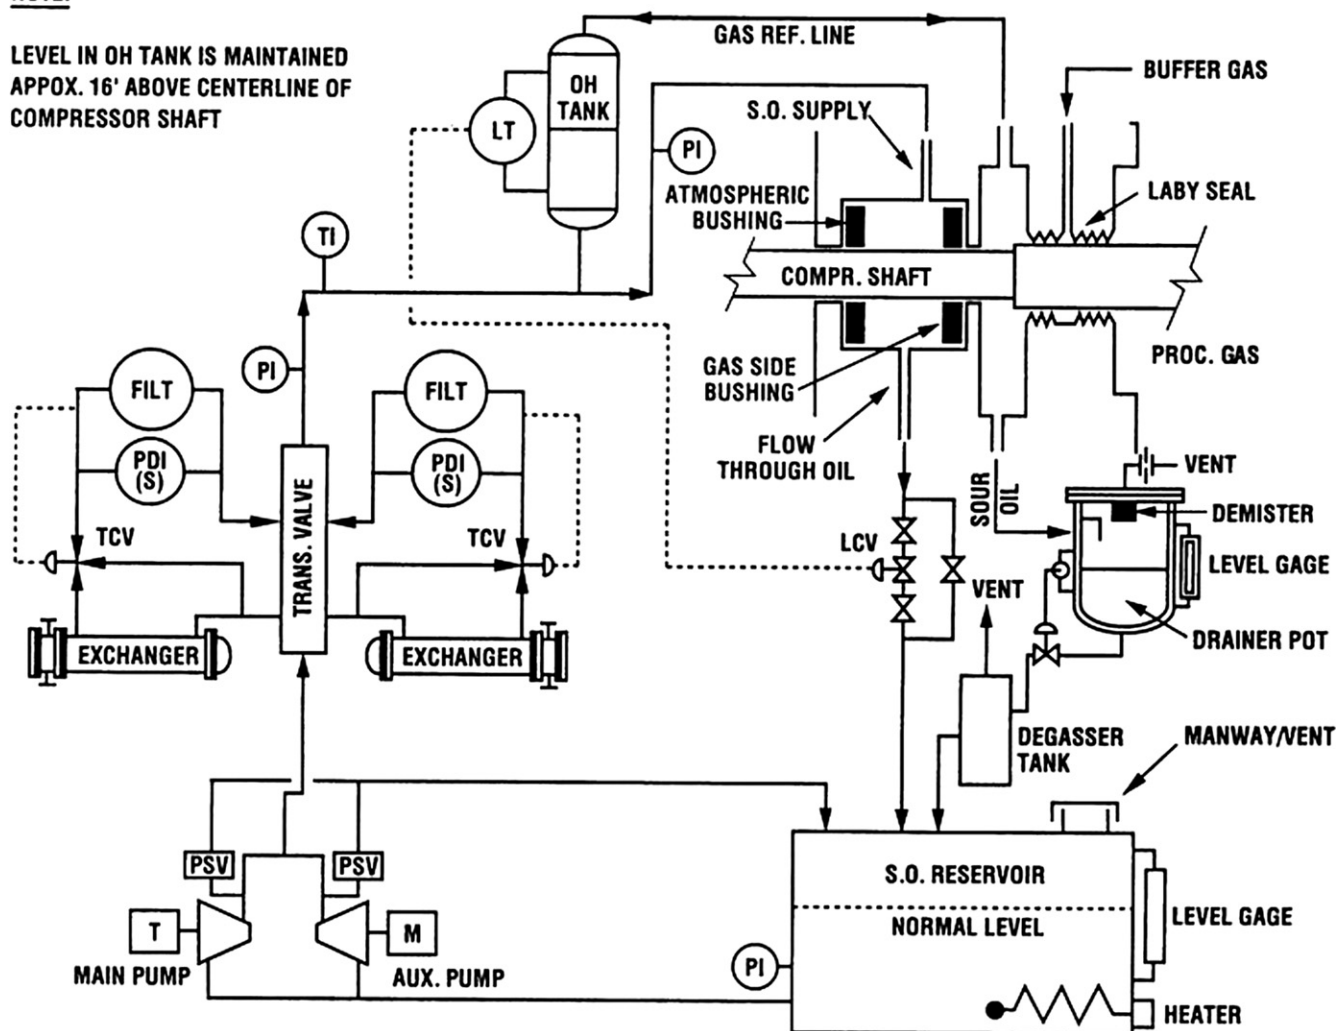 LEVEL IN OH TANK IS MAINTAINED
APPOX. 16' ABOVE CENTERLINE OF
COMPRESSOR SHAFT
GAS REF. LINE
OH
TANK
LT
PI
TI
S.O. SUPPLY
BUFFER GAS
ATMOSPHERIC
BUSHING
LABY SEAL
COMPR. SHAFT
PROC. GAS
GAS SIDE
BUSHING
FLOW
THROUGH OIL
PI
FILT
FILT
PDI
(S)
PDI
(S)
TCV
TCV
TRANS. VALVE
EXCHANGER
EXCHANGER
SOUR
OIL
LCV
VENT
VENT
DEMISTER
LEVEL GAGE
DRAINER POT
DEGASSER
TANK
MANWAY/VENT
PSV
PSV
T
M
MAIN PUMP
AUX. PUMP
S.O. RESERVOIR
NORMAL LEVEL
LEVEL GAGE
PI
HEATER